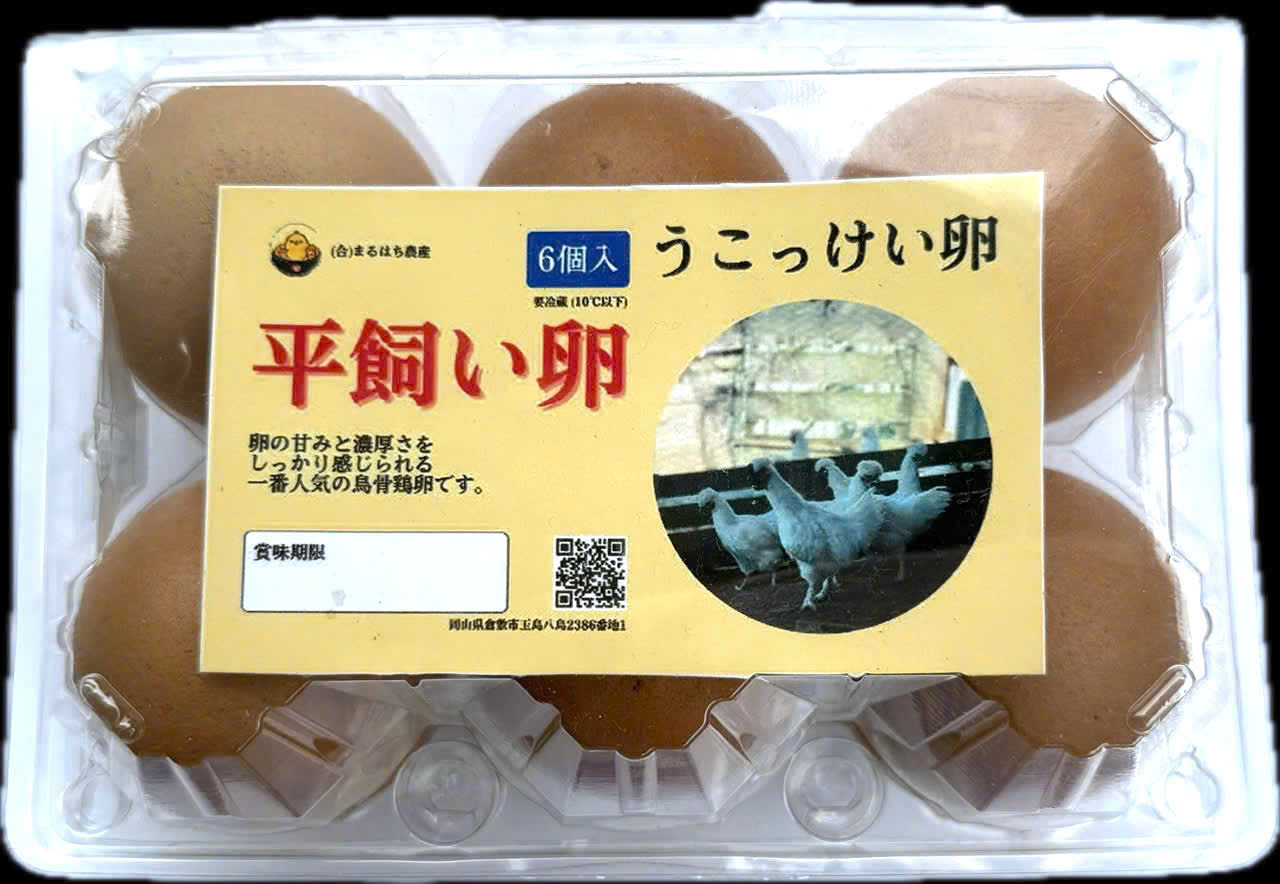 (合)まるはち農産
6個入
要冷蔵 (10℃以下)
うこっけい卵
平飼い卵
卵の甘みと濃厚さを
しっかり感じられる
一番人気の烏骨鶏卵です。
賞味期限
岡山県倉敷市玉島八島2386番地1